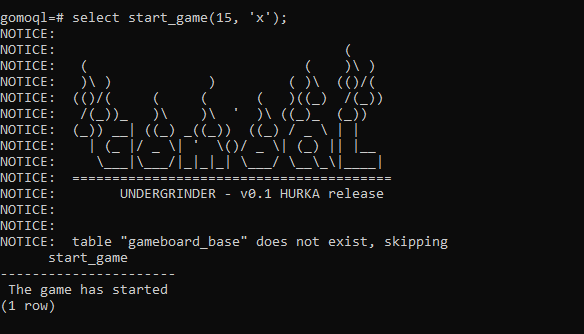 gomoql=# select start_game(15, 'x');
NOTICE:
NOTICE:                                     (
NOTICE:    (                           (    )\ )
NOTICE:    )\ )            )         ( )\  (()/(
NOTICE:   (()/(     (     (      (   )((_)  /(_))
NOTICE:    /(_))_   )\    )\  '  )\ ((_)_  (_))
NOTICE:   (_)) __| ((_) _((_))  ((_) / _ \ | |
NOTICE:     | (_ |/ _ \| '  \()/ _ \| (_) || |__
NOTICE:      \___|\___/|_|_|_| \___/ \__\_\|____|
NOTICE:   ========================================
NOTICE:         UNDERGRINDER - v0.1 HURKA release
NOTICE:
NOTICE:
NOTICE:  table "gameboard_base" does not exist, skipping
start_game
----------------------
The game has started
(1 row)